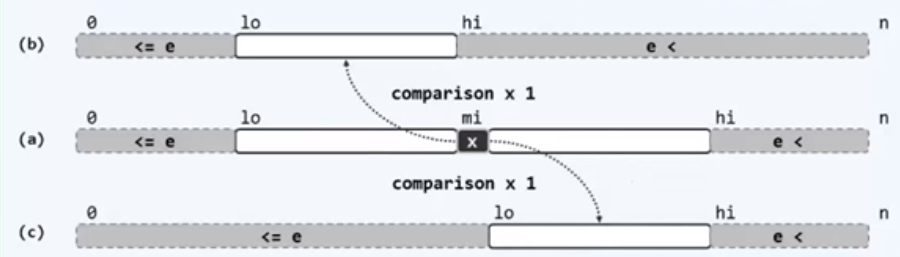 0 lo hi n
(b) <= e e <
comparison x 1
0 lo mi hi n
(a) <= e x e <
comparison x 1
0 lo hi n
(c) <= e e <